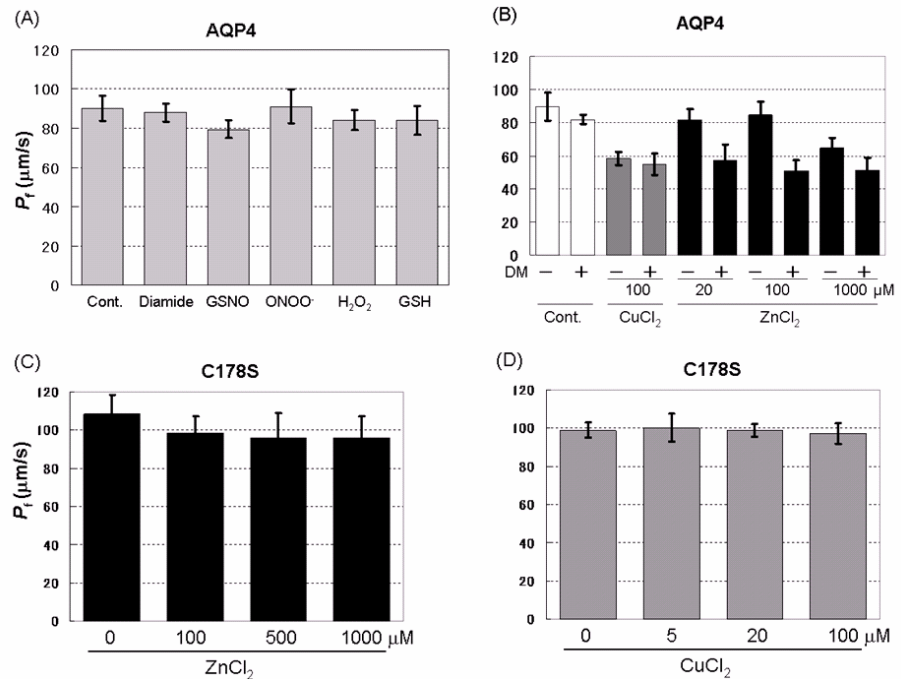 (A)
AQP4
120
100
80
60
40
20
0
P_f (μm/s)
Cont. Diamide GSNO ONOO⁻ H₂O₂ GSH
(B)
AQP4
120
100
80
60
40
20
0
DM − + − + − + − + − +
100 20 100 1000 μM
Cont. CuCl₂ ZnCl₂
(C)
C178S
120
100
80
60
40
20
0
P_f (μm/s)
0 100 500 1000 μM
ZnCl₂
(D)
C178S
120
100
80
60
40
20
0
0 5 20 100 μM
CuCl₂